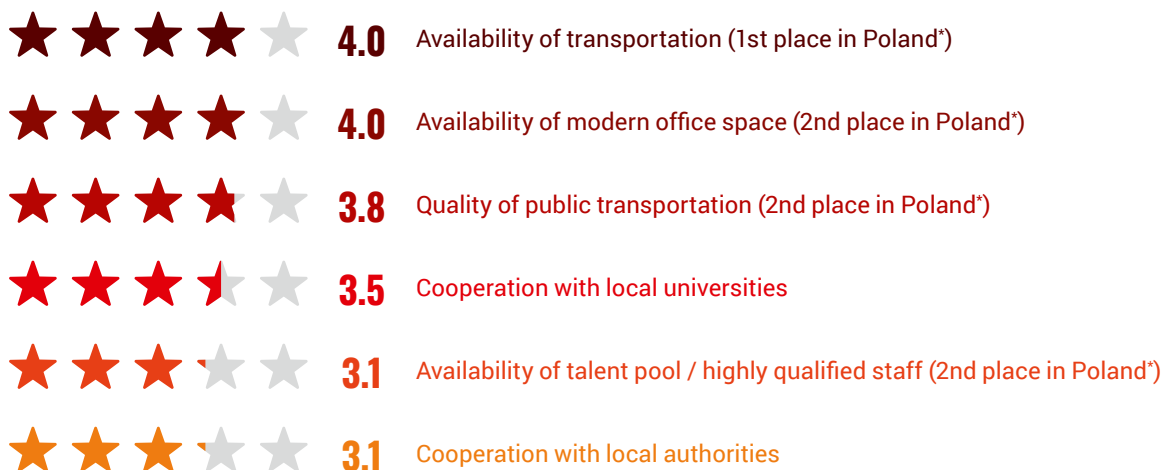 4.0 Availability of transportation (1st place in Poland*)
4.0 Availability of modern office space (2nd place in Poland*)
3.8 Quality of public transportation (2nd place in Poland*)
3.5 Cooperation with local universities
3.1 Availability of talent pool / highly qualified staff (2nd place in Poland*)
3.1 Cooperation with local authorities